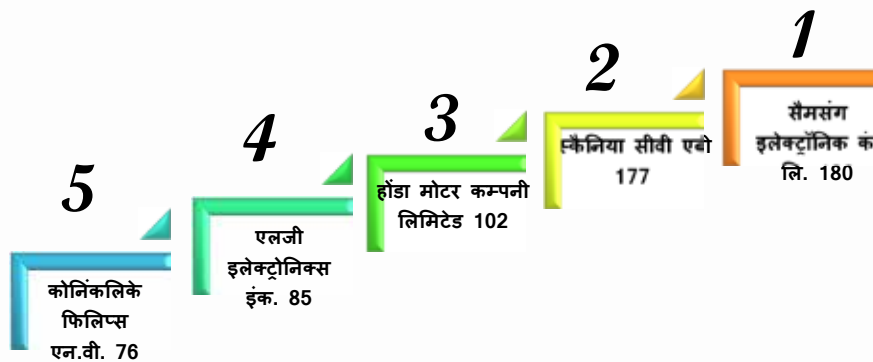 5
कोनिंकलिके
फिलिप्स
एन.वी. 76
4
एलजी
इलेक्ट्रोनिक्स
इंक. 85
3
होंडा मोटर कम्पनी
लिमिटेड 102
2
स्कैनिया सीवी एबी
177
1
सैमसंग
इलेक्ट्रॉनिक कं
लि. 180